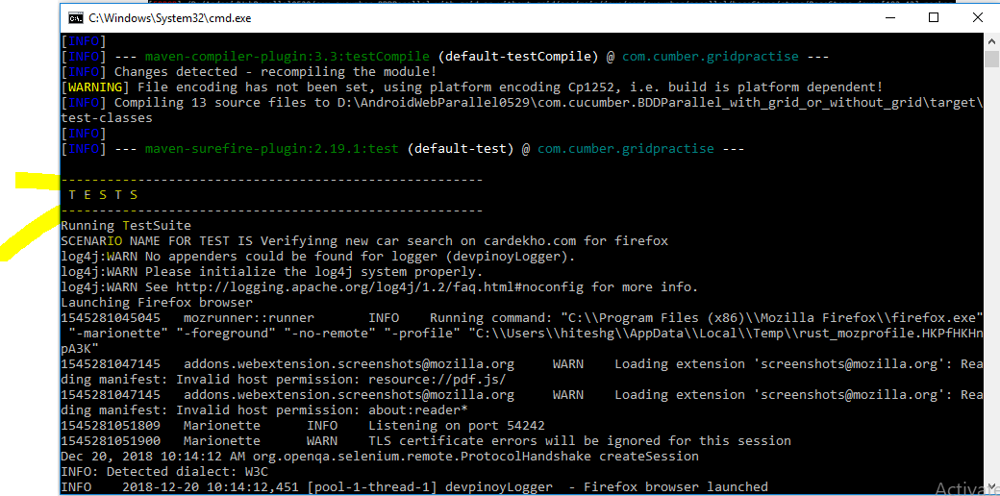 C:\Windows\System32\cmd.exe
[INFO]
[INFO] --- maven-compiler-plugin:3.3:testCompile (default-testCompile) @ com.cumber.gridpractise ---
[INFO] Changes detected - recompiling the module!
[WARNING] File encoding has not been set, using platform encoding Cp1252, i.e. build is platform dependent!
[INFO] Compiling 13 source files to D:\AndroidWebParallel0529\com.cucumber.BDDParallel_with_grid_or_without_grid\target\
test-classes
[INFO]
[INFO] --- maven-surefire-plugin:2.19.1:test (default-test) @ com.cumber.gridpractise ---
-------------------------------------------------------
T E S T S
-------------------------------------------------------
Running TestSuite
SCENARIO NAME FOR TEST IS Verifyinng new car search on cardekho.com for firefox
log4j:WARN No appenders could be found for logger (devpinoyLogger).
log4j:WARN Please initialize the log4j system properly.
log4j:WARN See http://logging.apache.org/log4j/1.2/faq.html#noconfig for more info.
Launching Firefox browser
1545281045045 mozrunner::runner INFO Running command: "C:\\Program Files (x86)\\Mozilla Firefox\\firefox.exe"
"-marionette" "-foreground" "-no-remote" "-profile" "C:\\Users\\hiteshg\\AppData\\Local\\Temp\\rust_mozprofile.HKPfHKHn
pA3K"
1545281047145 addons.webextension.screenshots@mozilla.org WARN Loading extension 'screenshots@mozilla.org': Rea
ding manifest: Invalid host permission: resource://pdf.js/
1545281047145 addons.webextension.screenshots@mozilla.org WARN Loading extension 'screenshots@mozilla.org': Rea
ding manifest: Invalid host permission: about:reader*
1545281051809 Marionette INFO Listening on port 54242
1545281051900 Marionette WARN TLS certificate errors will be ignored for this session
Dec 20, 2018 10:14:12 AM org.openqa.selenium.remote.ProtocolHandshake createSession
INFO: Detected dialect: W3C
INFO 2018-12-20 10:14:12,451 [pool-1-thread-1] devpinoyLogger - Firefox browser launched
Activate